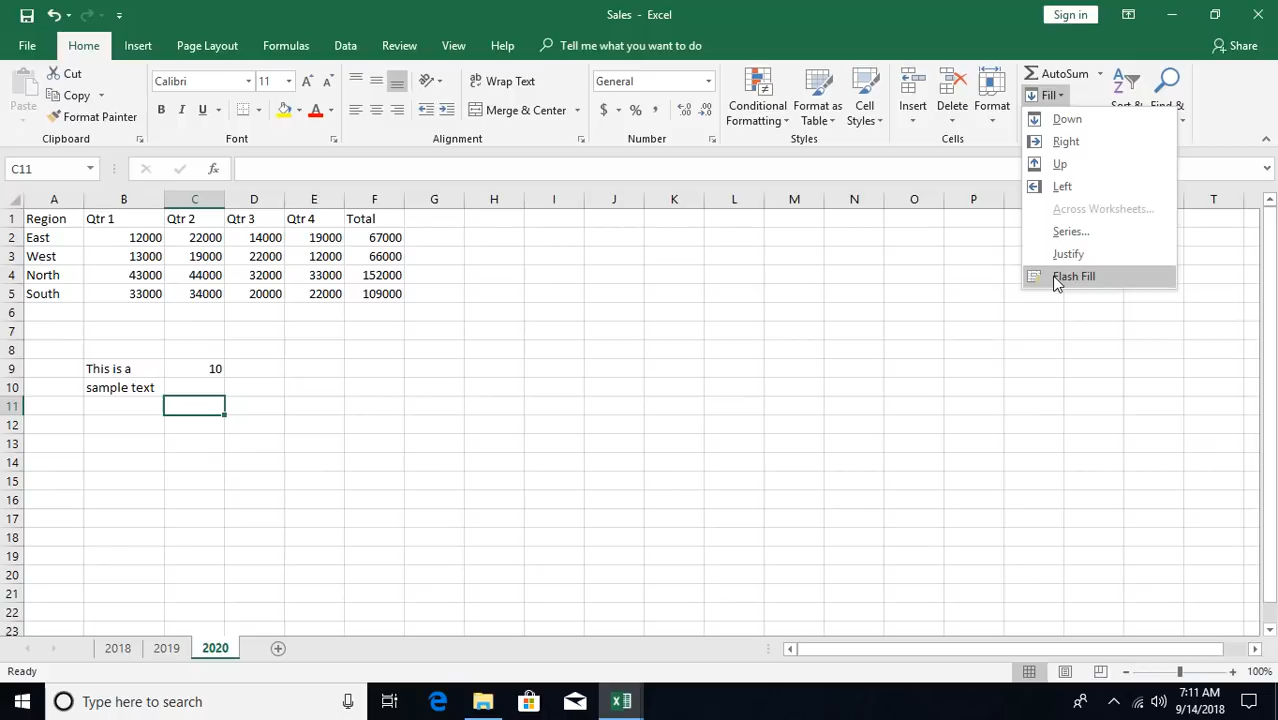 Sales - Excel
Sign in
File Home Insert Page Layout Formulas Data Review View Help Tell me what you want to do Share
Paste
Cut
Copy
Format Painter
Clipboard
Calibri 11
B I U
Font
Wrap Text
Merge & Center
Alignment
General
$ % ,
Number
Conditional Formatting
Format as Table
Cell Styles
Styles
Insert
Delete
Format
Cells
AutoSum
Fill
Down
Right
Up
Left
Across Worksheets...
Series...
Justify
Flash Fill
C11 fx
A B C D E F G H I J K L M N O P T
1 Region Qtr 1 Qtr 2 Qtr 3 Qtr 4 Total
2 East 12000 22000 14000 19000 67000
3 West 13000 19000 22000 12000 66000
4 North 43000 44000 32000 33000 152000
5 South 33000 34000 20000 22000 109000
6
7
8
9 This is a 10
10 sample text
11
12
13
14
15
16
17
18
19
20
21
22
23
2018 2019 2020
Ready 100%
Type here to search
7:11 AM
9/14/2018